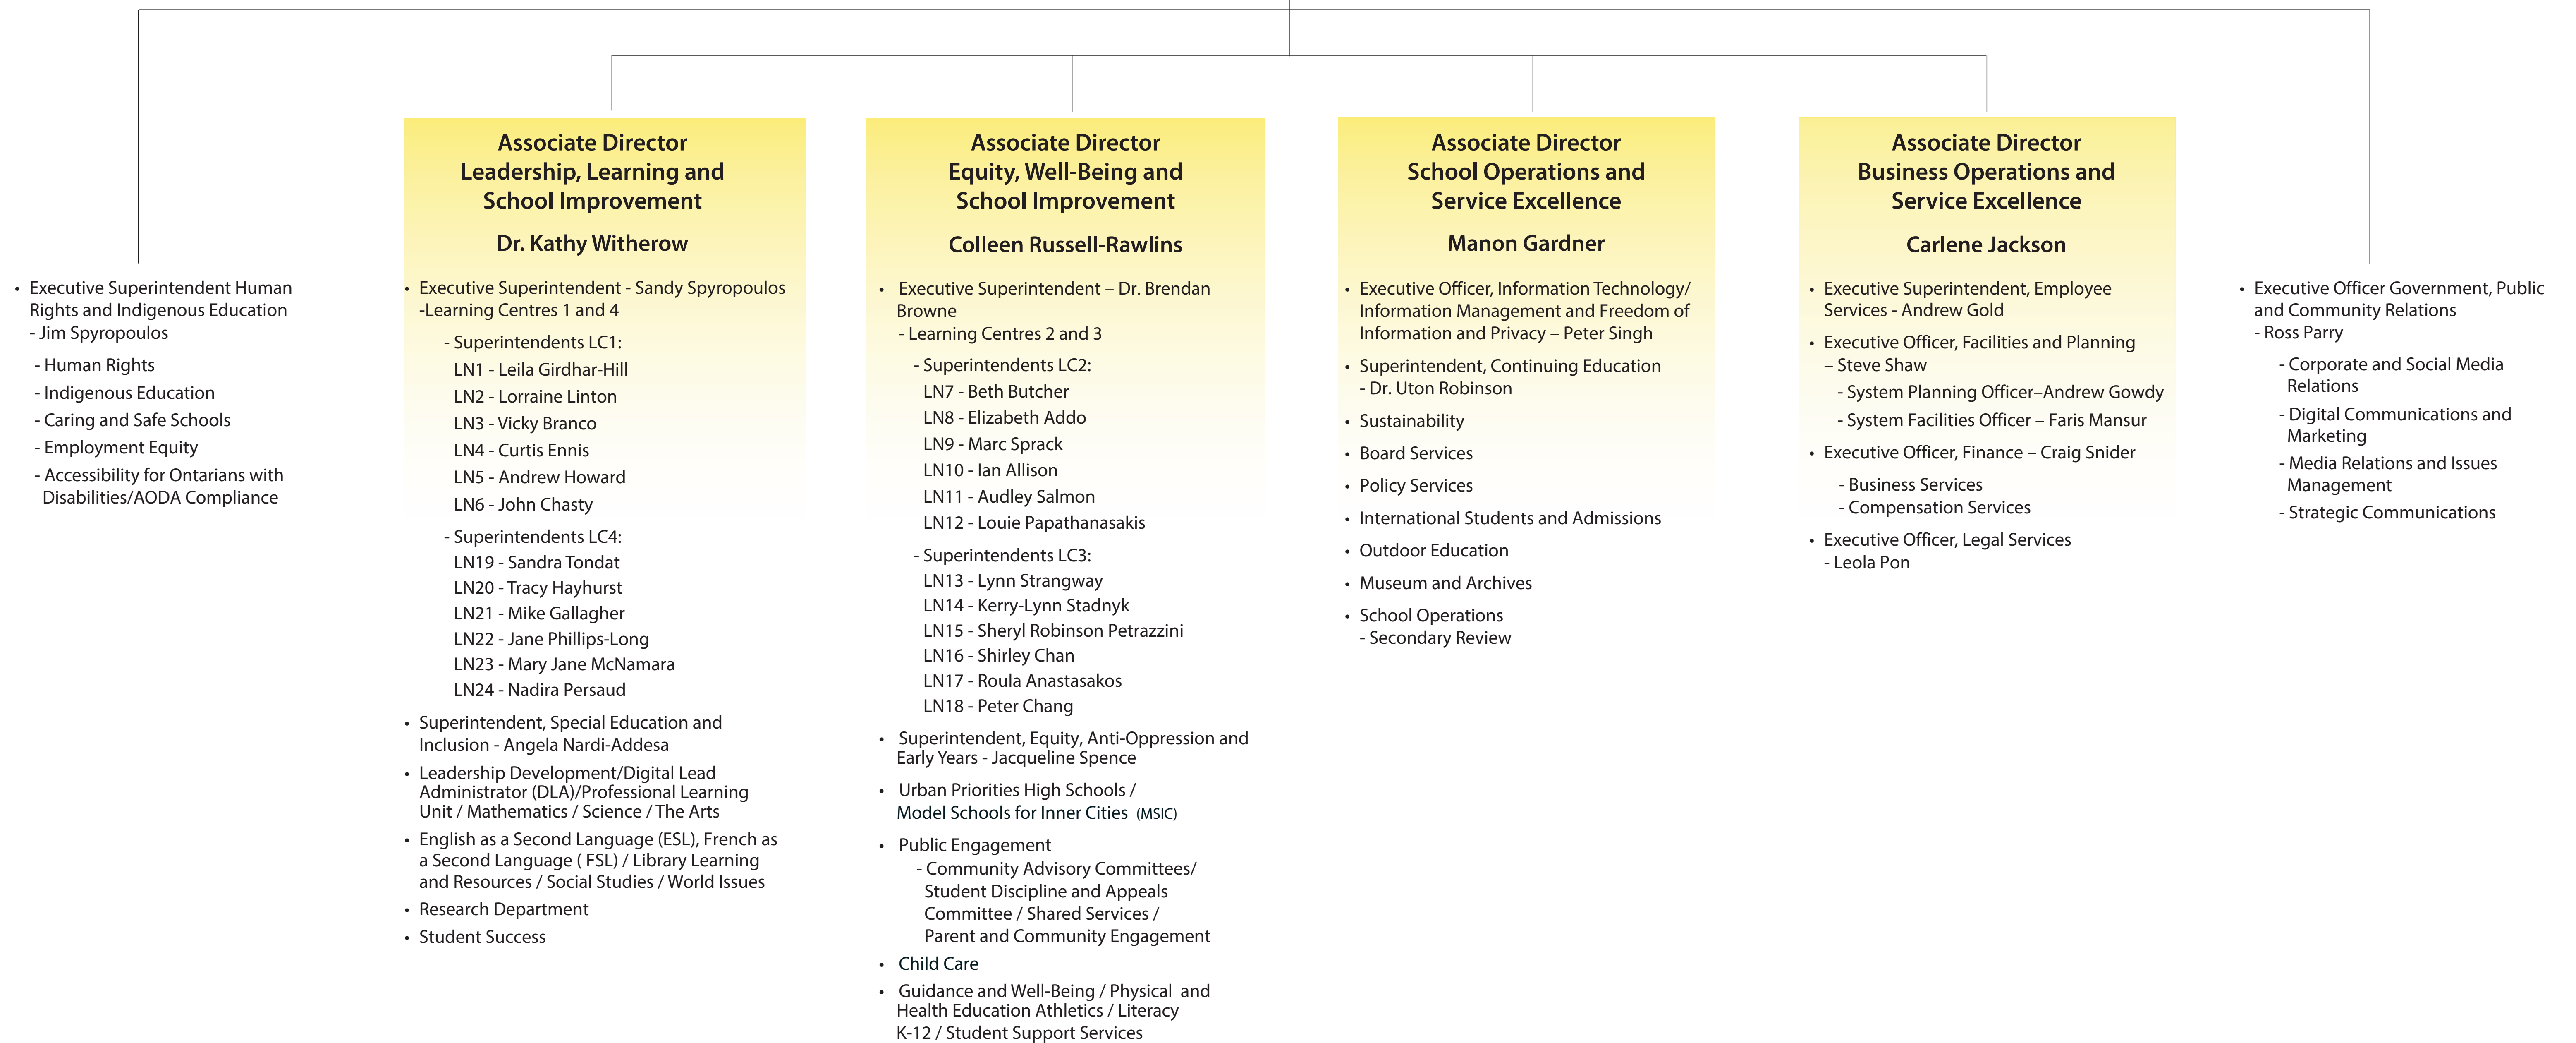 • Executive Superintendent Human
Rights and Indigenous Education
- Jim Spyropoulos
- Human Rights
- Indigenous Education
- Caring and Safe Schools
- Employment Equity
- Accessibility for Ontarians with
Disabilities/AODA Compliance
Associate Director
Leadership, Learning and
School Improvement
Dr. Kathy Witherow
• Executive Superintendent - Sandy Spyropoulos
-Learning Centres 1 and 4
- Superintendents LC1:
LN1 - Leila Girdhar-Hill
LN2 - Lorraine Linton
LN3 - Vicky Branco
LN4 - Curtis Ennis
LN5 - Andrew Howard
LN6 - John Chasty
- Superintendents LC4:
LN19 - Sandra Tondat
LN20 - Tracy Hayhurst
LN21 - Mike Gallagher
LN22 - Jane Phillips-Long
LN23 - Mary Jane McNamara
LN24 - Nadira Persaud
• Superintendent, Special Education and
Inclusion - Angela Nardi-Addesa
• Leadership Development/Digital Lead
Administrator (DLA)/Professional Learning
Unit / Mathematics / Science / The Arts
• English as a Second Language (ESL), French as
a Second Language ( FSL) / Library Learning
and Resources / Social Studies / World Issues
• Research Department
• Student Success
Associate Director
Equity, Well-Being and
School Improvement
Colleen Russell-Rawlins
• Executive Superintendent – Dr. Brendan
Browne
- Learning Centres 2 and 3
- Superintendents LC2:
LN7 - Beth Butcher
LN8 - Elizabeth Addo
LN9 - Marc Sprack
LN10 - Ian Allison
LN11 - Audley Salmon
LN12 - Louie Papathanasakis
- Superintendents LC3:
LN13 - Lynn Strangway
LN14 - Kerry-Lynn Stadnyk
LN15 - Sheryl Robinson Petrazzini
LN16 - Shirley Chan
LN17 - Roula Anastasakos
LN18 - Peter Chang
• Superintendent, Equity, Anti-Oppression and
Early Years - Jacqueline Spence
• Urban Priorities High Schools /
Model Schools for Inner Cities (MSIC)
• Public Engagement
- Community Advisory Committees/
Student Discipline and Appeals
Committee / Shared Services /
Parent and Community Engagement
• Child Care
• Guidance and Well-Being / Physical and
Health Education Athletics / Literacy
K-12 / Student Support Services
Associate Director
School Operations and
Service Excellence
Manon Gardner
• Executive Officer, Information Technology/
Information Management and Freedom of
Information and Privacy – Peter Singh
• Superintendent, Continuing Education
- Dr. Uton Robinson
• Sustainability
• Board Services
• Policy Services
• International Students and Admissions
• Outdoor Education
• Museum and Archives
• School Operations
- Secondary Review
Associate Director
Business Operations and
Service Excellence
Carlene Jackson
• Executive Superintendent, Employee
Services - Andrew Gold
• Executive Officer, Facilities and Planning
– Steve Shaw
- System Planning Officer–Andrew Gowdy
- System Facilities Officer – Faris Mansur
• Executive Officer, Finance – Craig Snider
- Business Services
- Compensation Services
• Executive Officer, Legal Services
- Leola Pon
• Executive Officer Government, Public
and Community Relations
- Ross Parry
- Corporate and Social Media
Relations
- Digital Communications and
Marketing
- Media Relations and Issues
Management
- Strategic Communications